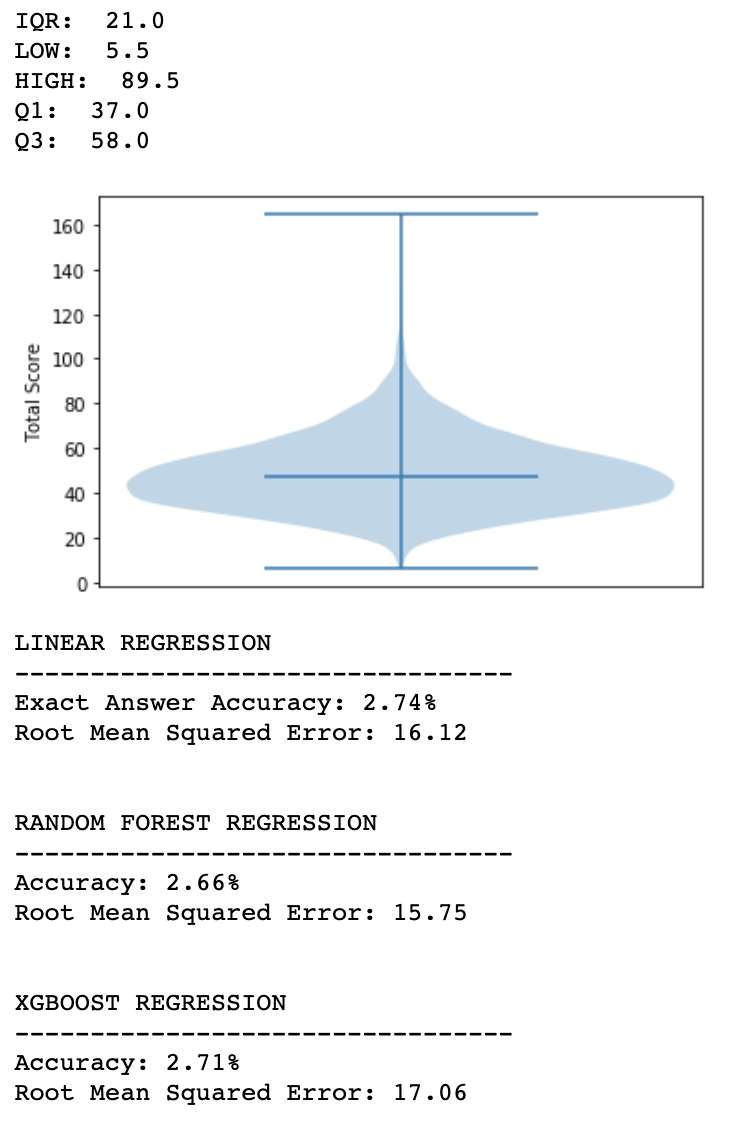 IQR:  21.0
LOW:  5.5
HIGH:  89.5
Q1:  37.0
Q3:  58.0
160
140
120
100
80
60
40
20
0
Total Score
LINEAR REGRESSION
---------------------------------
Exact Answer Accuracy: 2.74%
Root Mean Squared Error: 16.12
RANDOM FOREST REGRESSION
---------------------------------
Accuracy: 2.66%
Root Mean Squared Error: 15.75
XGBOOST REGRESSION
---------------------------------
Accuracy: 2.71%
Root Mean Squared Error: 17.06